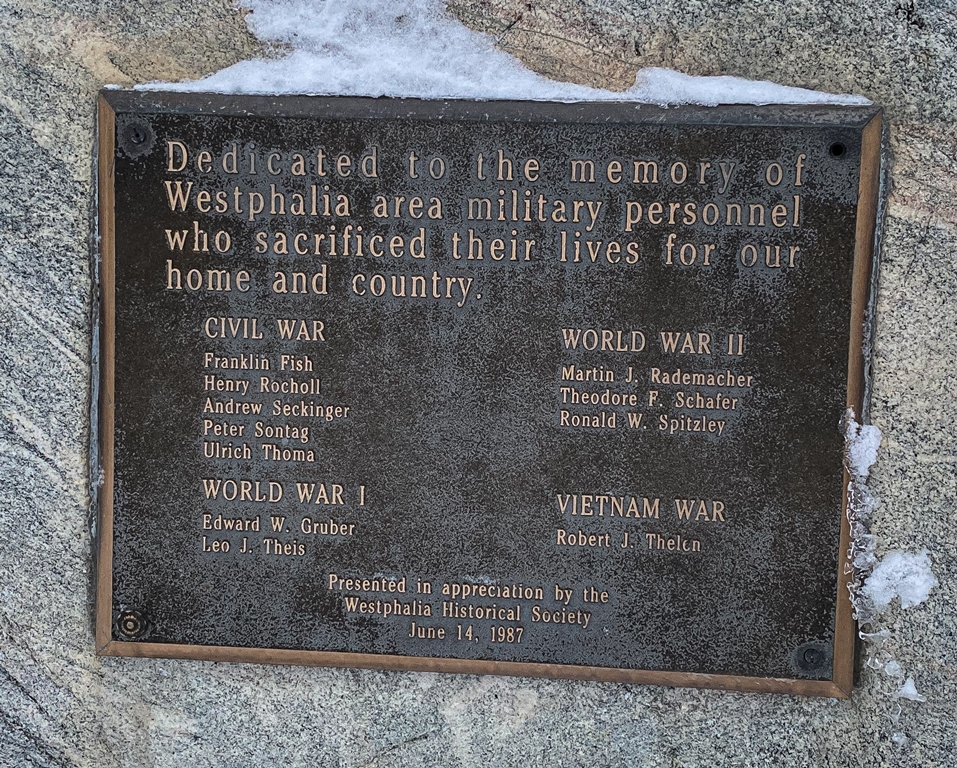 Dedicated to the memory of
Westphalia area military personnel
who sacrificed their lives for our
home and country.
CIVIL WAR
Franklin Fish
Henry Rocholl
Andrew Seckinger
Peter Sontag
Ulrich Thoma
WORLD WAR I
Edward W. Gruber
Leo J. Theis
WORLD WAR II
Martin J. Rademacher
Theodore F. Schafer
Ronald W. Spitzley
VIETNAM WAR
Robert J. Thelen
Presented in appreciation by the
Westphalia Historical Society
June 14, 1987